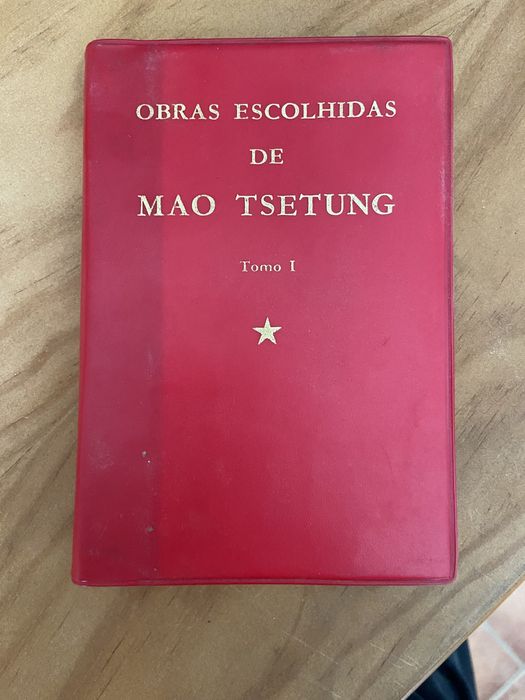 OBRAS ESCOLHIDAS
DE
MAO TSETUNG
Tomo I